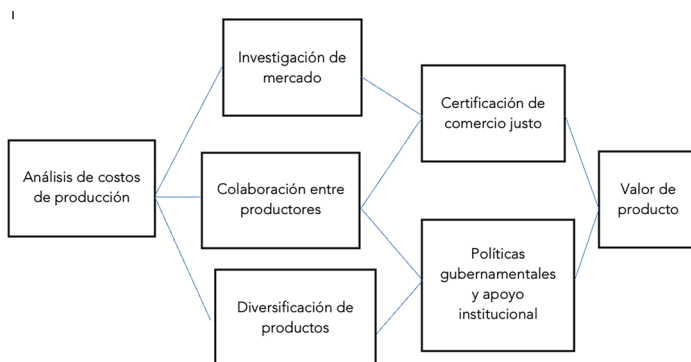 I
Análisis de costos
de producción
Investigación de
mercado
Colaboración entre
productores
Diversificación de
productos
Certificación de
comercio justo
Políticas
gubernamentales
y apoyo
institucional
Valor de
producto